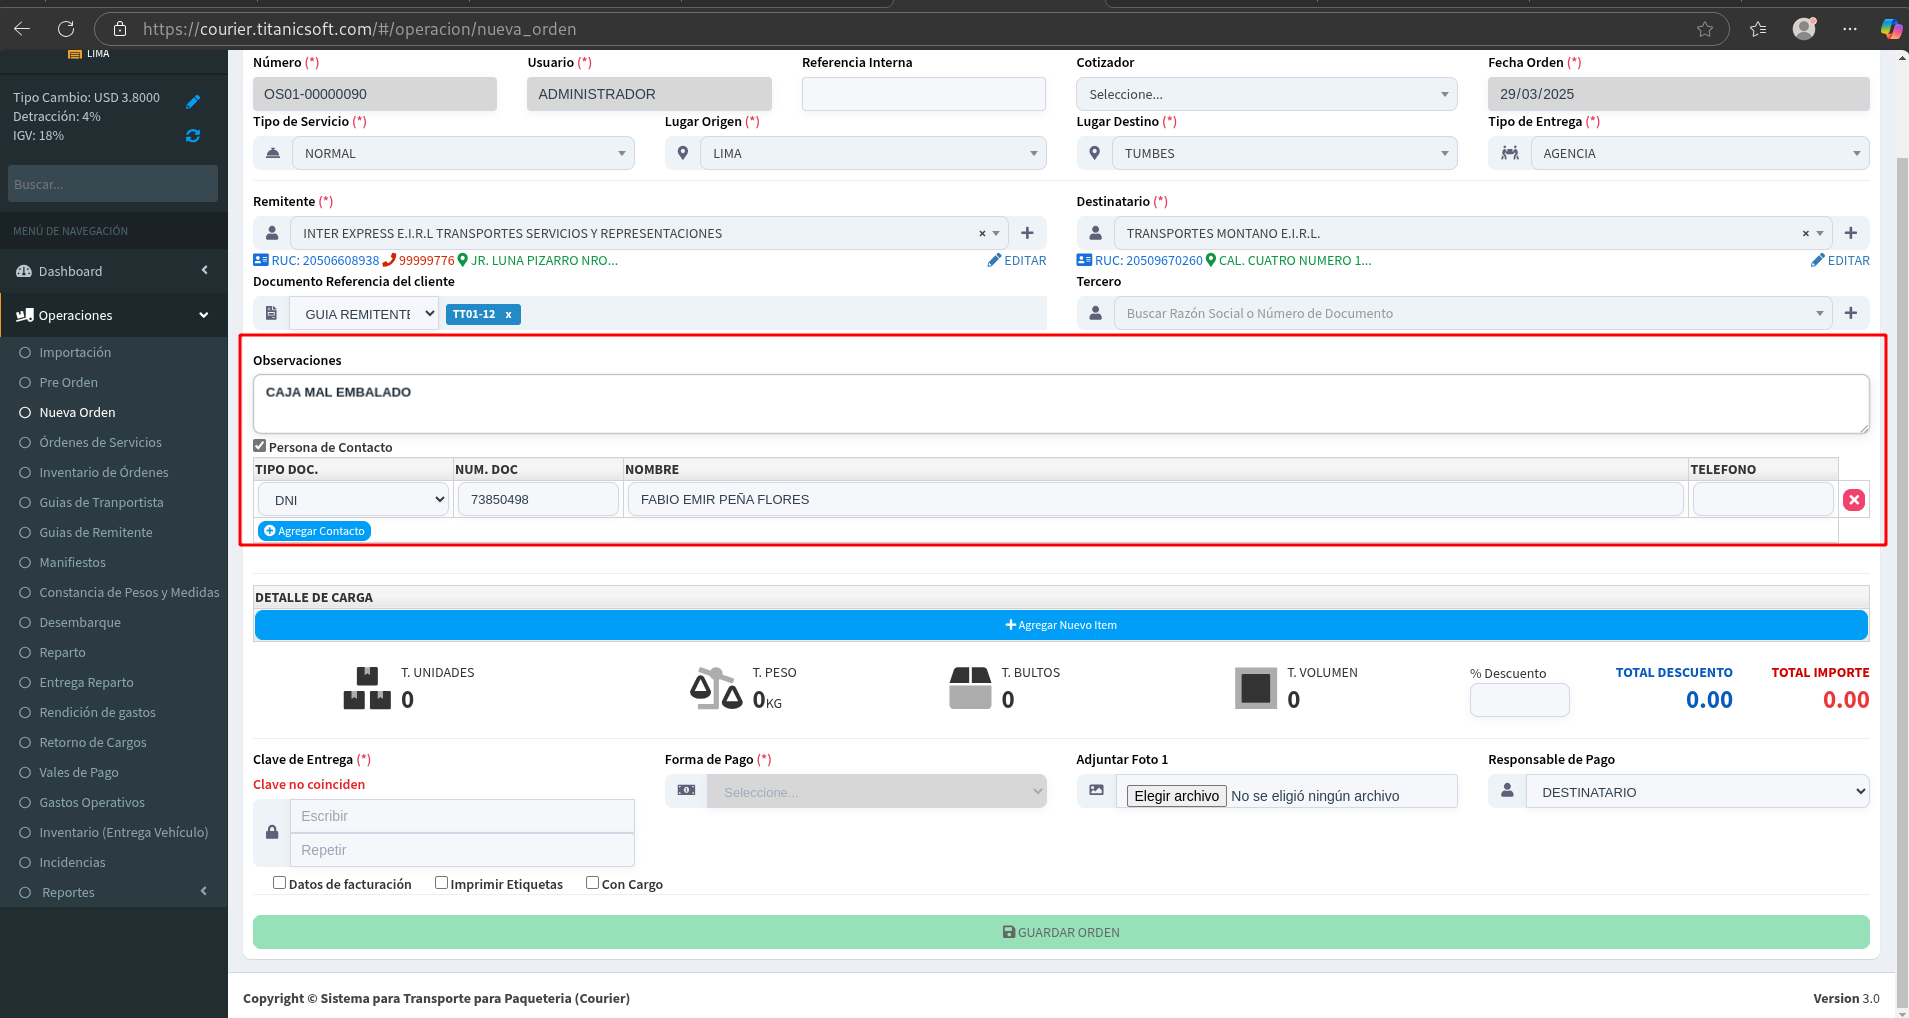 https://courier.titanicsoft.com/#/operacion/nueva_orden
LIMA
Tipo Cambio: USD 3.8000
Detracción: 4%
IGV: 18%
Buscar...
MENÚ DE NAVEGACIÓN
Dashboard
Operaciones
Importación
Pre Orden
Nueva Orden
Órdenes de Servicios
Inventario de Órdenes
Guias de Tranportista
Guias de Remitente
Manifiestos
Constancia de Pesos y Medidas
Desembarque
Reparto
Entrega Reparto
Rendición de gastos
Retorno de Cargos
Vales de Pago
Gastos Operativos
Inventario (Entrega Vehículo)
Incidencias
Reportes
Número (*) Usuario (*) Referencia Interna Cotizador Fecha Orden (*)
OS01-00000090 ADMINISTRADOR Seleccione... 29/03/2025
Tipo de Servicio (*) Lugar Origen (*) Lugar Destino (*) Tipo de Entrega (*)
NORMAL LIMA TUMBES AGENCIA
Remitente (*) Destinatario (*)
INTER EXPRESS E.I.R.L TRANSPORTES SERVICIOS Y REPRESENTACIONES × TRANSPORTES MONTANO E.I.R.L. ×
RUC: 20506608938 99999776 JR. LUNA PIZARRO NRO... EDITAR RUC: 20509670260 CAL. CUATRO NUMERO 1... EDITAR
Documento Referencia del cliente Tercero
GUIA REMITENTE TT01-12 x Buscar Razón Social o Número de Documento
Observaciones
CAJA MAL EMBALADO
Persona de Contacto
TIPO DOC. NUM. DOC NOMBRE TELEFONO
DNI 73850498 FABIO EMIR PEÑA FLORES
Agregar Contacto
DETALLE DE CARGA
Agregar Nuevo Item
T. UNIDADES T. PESO T. BULTOS T. VOLUMEN % Descuento TOTAL DESCUENTO TOTAL IMPORTE
0 0KG 0 0 0.00 0.00
Clave de Entrega (*) Forma de Pago (*) Adjuntar Foto 1 Responsable de Pago
Clave no coinciden
Seleccione... Elegir archivo No se eligió ningún archivo DESTINATARIO
Escribir
Repetir
Datos de facturación Imprimir Etiquetas Con Cargo
GUARDAR ORDEN
Copyright © Sistema para Transporte para Paqueteria (Courier) Version 3.0